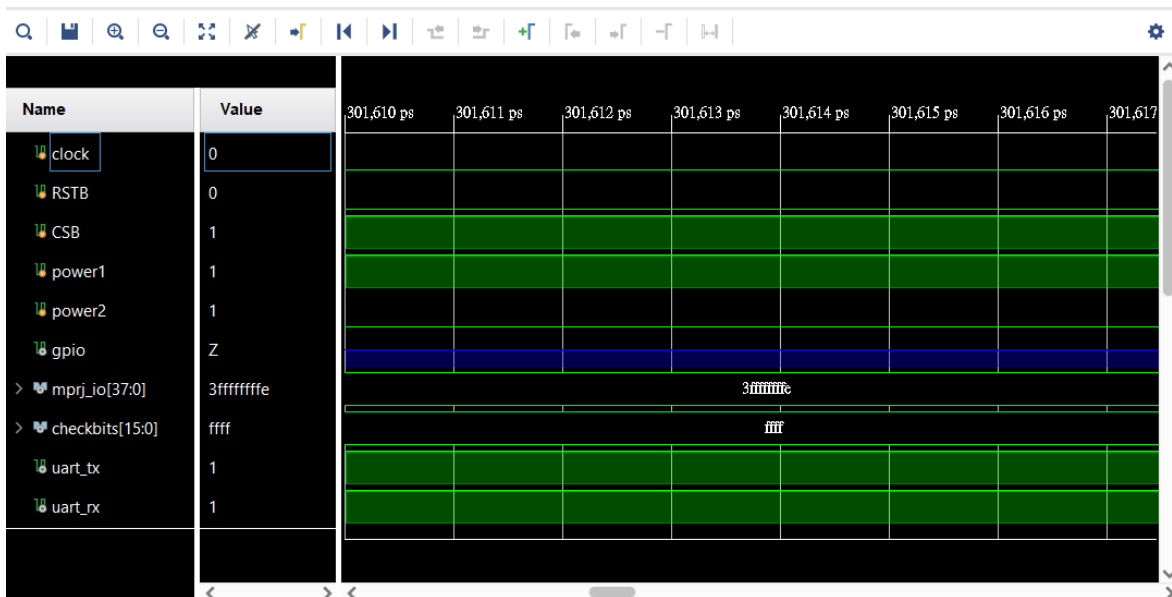 Name Value
301,610 ps 301,611 ps 301,612 ps 301,613 ps 301,614 ps 301,615 ps 301,616 ps 301,617
clock 0
RSTB 0
CSB 1
power1 1
power2 1
gpio Z
mprj_io[37:0] 3ffffffffe 3ffffffffe
checkbits[15:0] ffff ffff
uart_tx 1
uart_rx 1